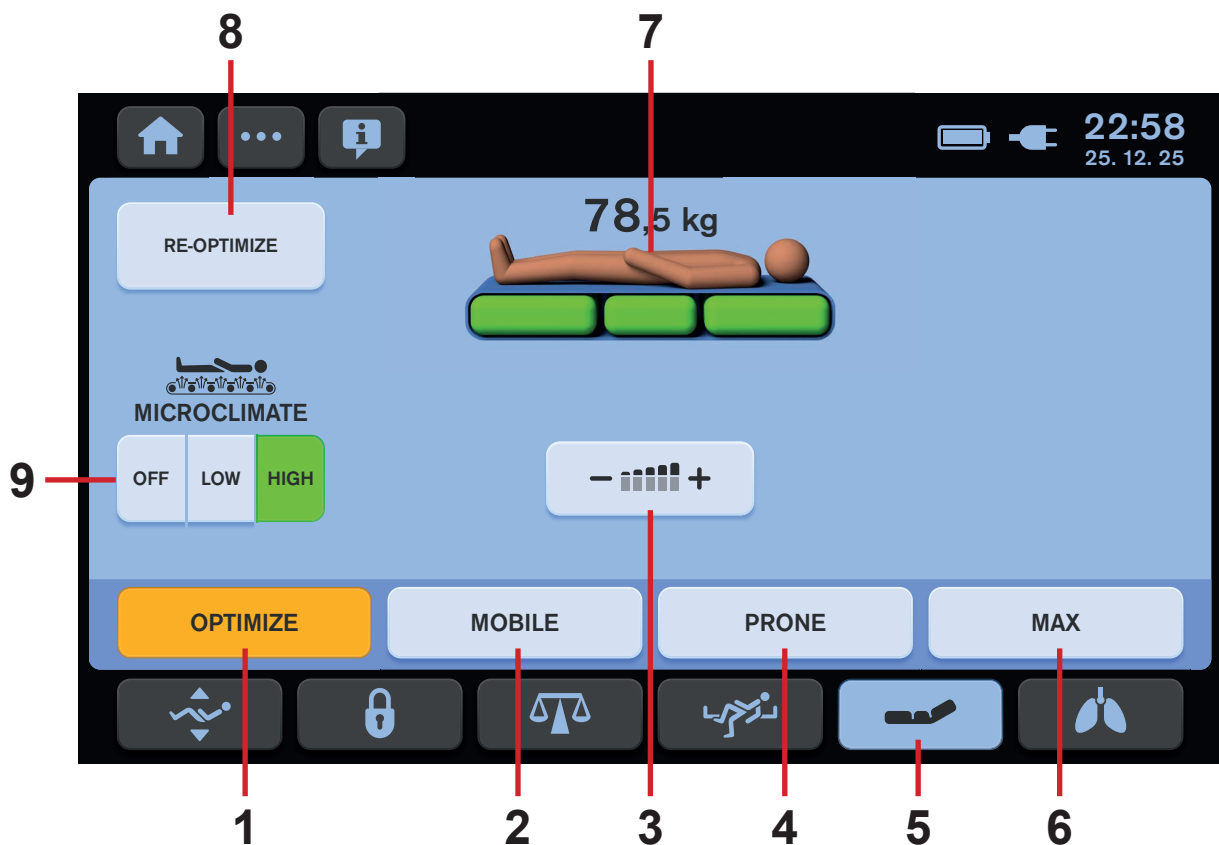 8 7
22:58
25. 12. 25
78,5 kg
RE-OPTIMIZE
MICROCLIMATE
9 OFF LOW HIGH
− +
OPTIMIZE MOBILE PRONE MAX
1 2 3 4 5 6